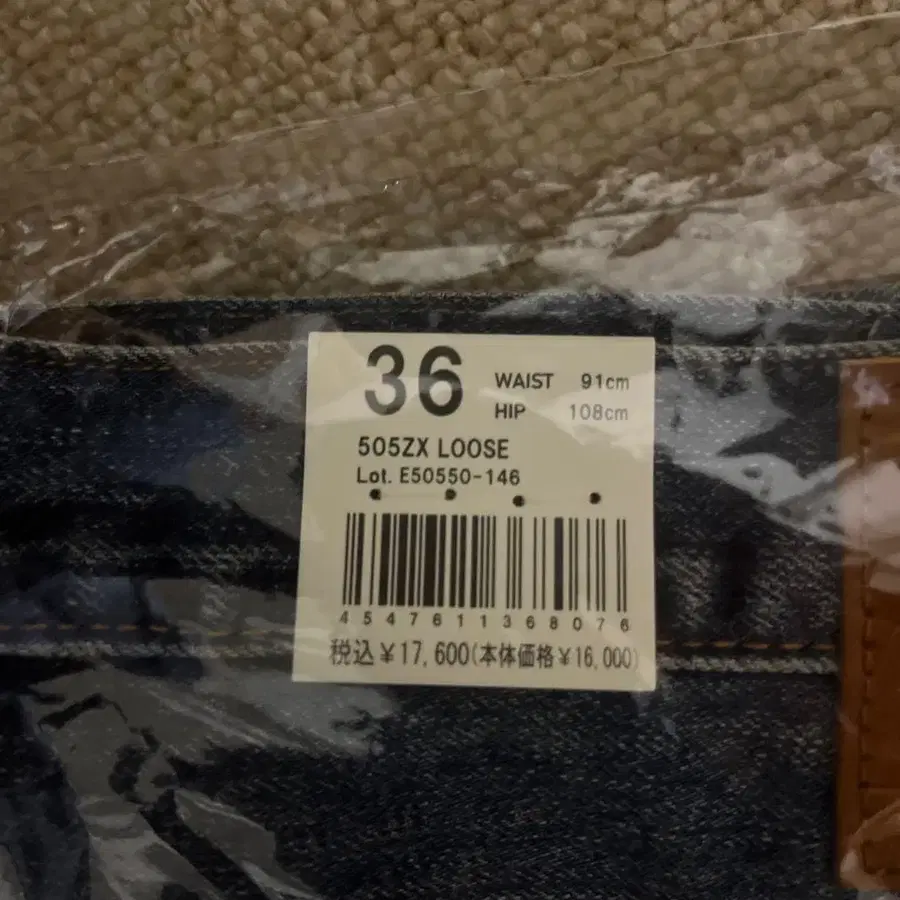 36
WAIST 91cm
HIP 108cm
505ZX LOOSE
Lot. E50550-146
4547611368076
税込¥17,600(本体価格¥16,000)